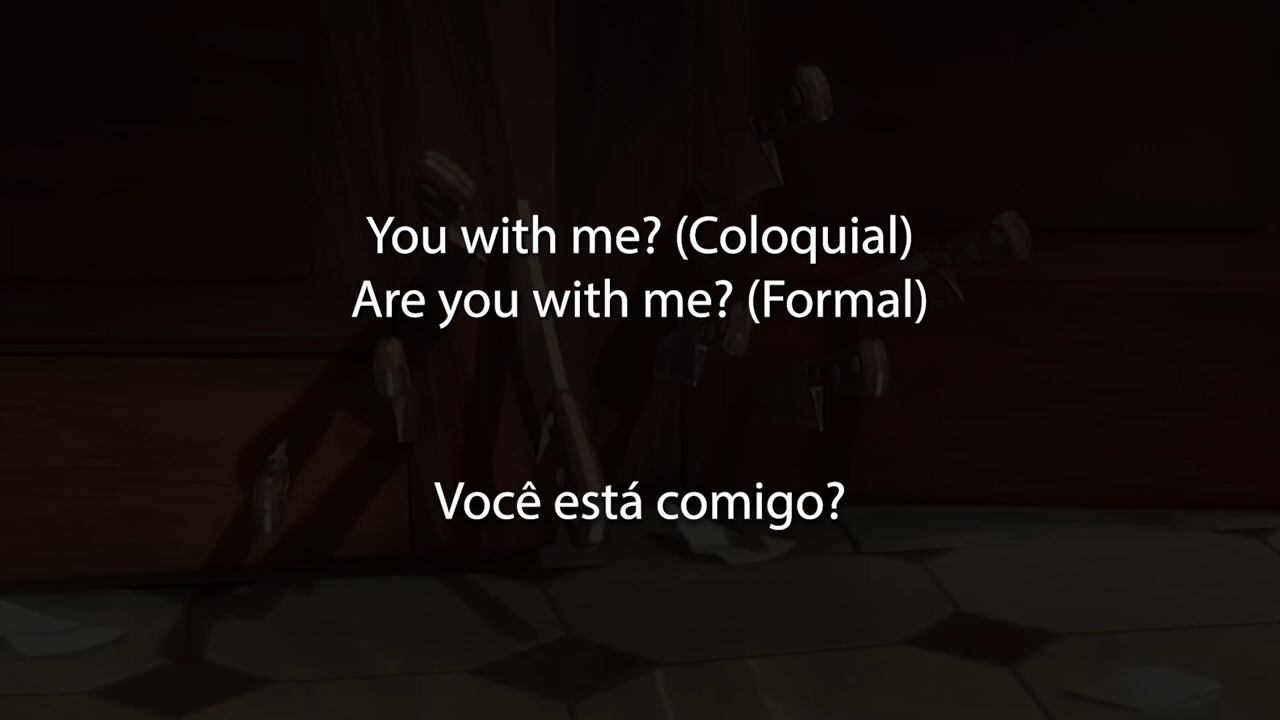 You with me? (Coloquial)
Are you with me? (Formal)
Você está comigo?